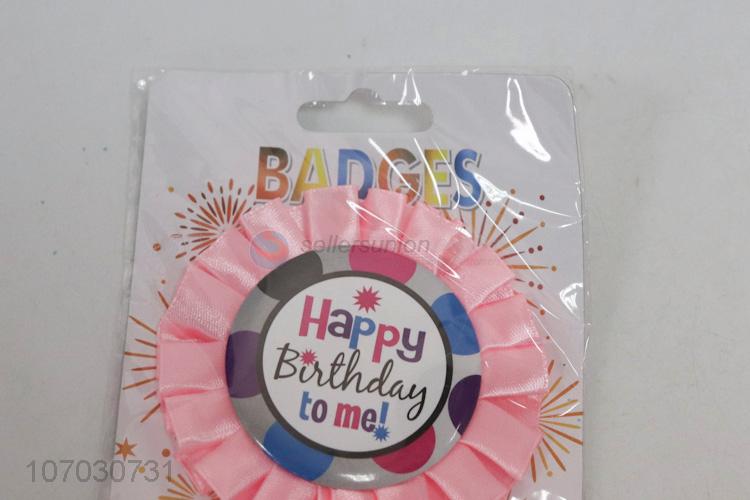 BADGES
sellersunion
Happy
Birthday
to me!
107030731